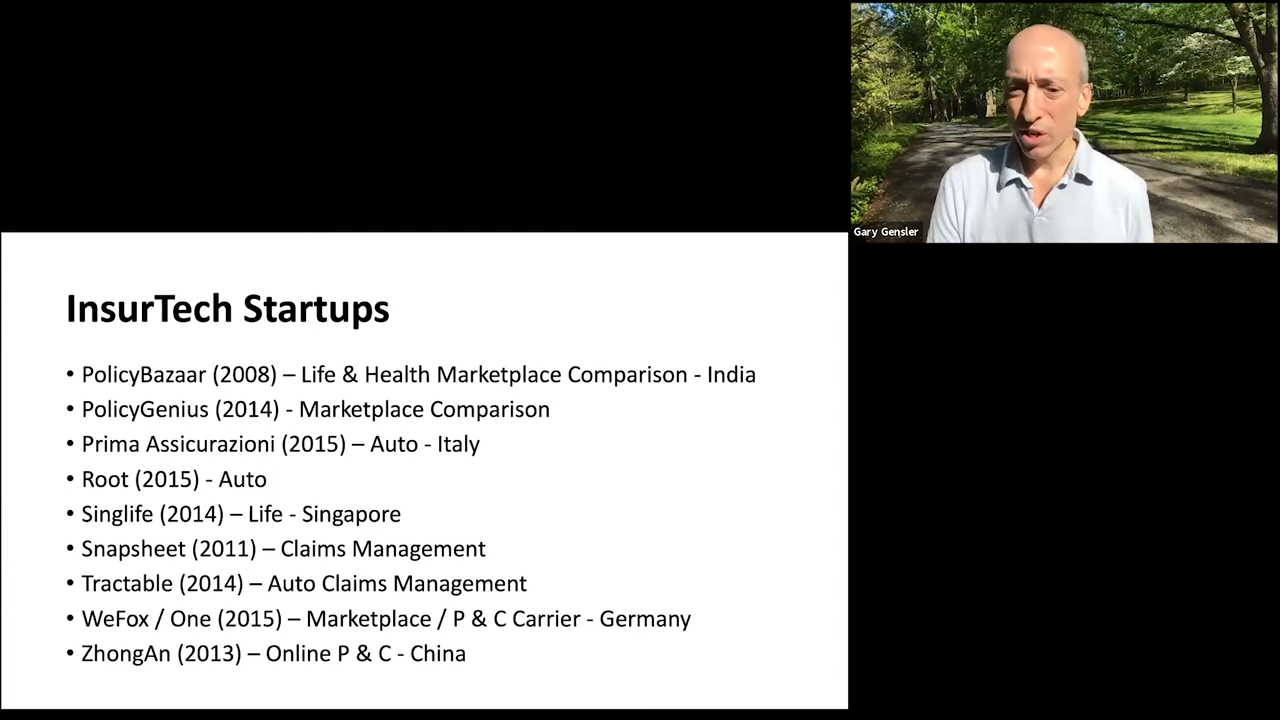 Gary Gensler
InsurTech Startups
• PolicyBazaar (2008) – Life & Health Marketplace Comparison - India
• PolicyGenius (2014) - Marketplace Comparison
• Prima Assicurazioni (2015) – Auto - Italy
• Root (2015) - Auto
• Singlife (2014) – Life - Singapore
• Snapsheet (2011) – Claims Management
• Tractable (2014) – Auto Claims Management
• WeFox / One (2015) – Marketplace / P & C Carrier - Germany
• ZhongAn (2013) – Online P & C - China